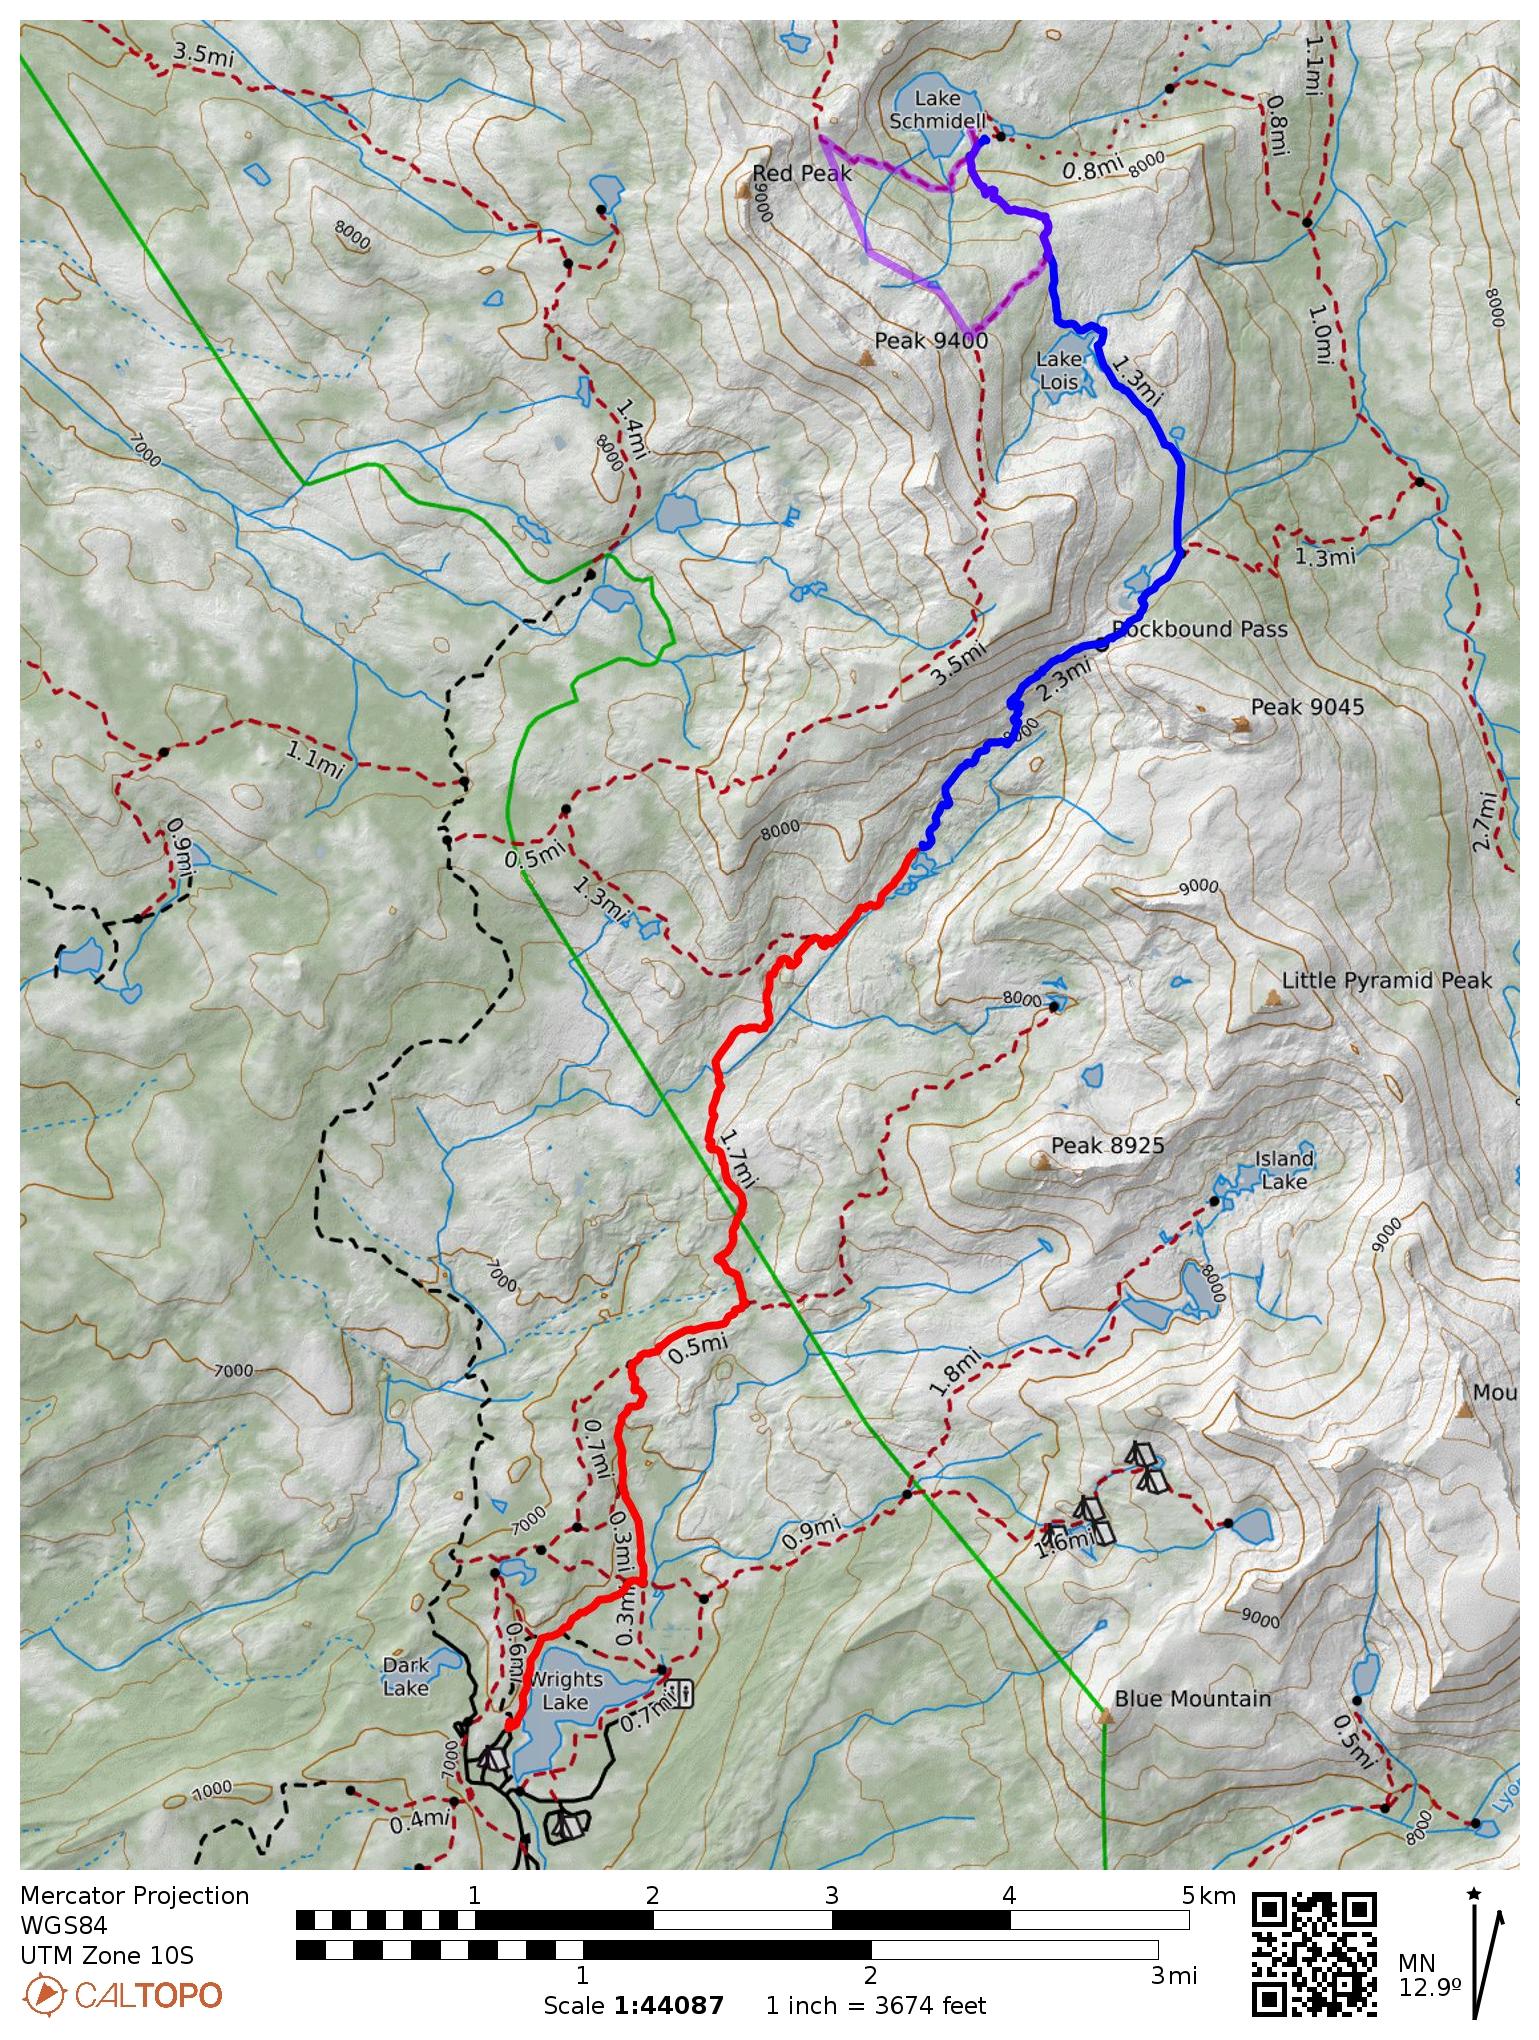 3.5mi
1.1mi
Lake
Schmidell
0.8mi
0.8mi
8000
Red Peak
9000
8000
8000
1.0mi
Peak 9400
Lake
Lois
1.3mi
1.4mi
8000
7000
1.3mi
Rockbound Pass
3.5mi
2.3mi
Peak 9045
8000
1.1mi
2.7mi
8000
0.9mi
0.5mi
1.3mi
9000
Little Pyramid Peak
8000
1.7mi
Peak 8925
Island
Lake
9000
8000
7000
0.5mi
7000
1.8mi
Mou
0.7mi
7000
0.3mi
0.9mi
1.6mi
0.3mi
9000
0.6mi
Dark
Lake
Wrights
Lake
0.7mi
Blue Mountain
0.5mi
7000
7000
0.4mi
8000
Lyo
Mercator Projection
WGS84
UTM Zone 10S
CALTOPO
1 2 3 4 5 km
1 2 3 mi
Scale 1:44087 1 inch = 3674 feet
MN
12.9º